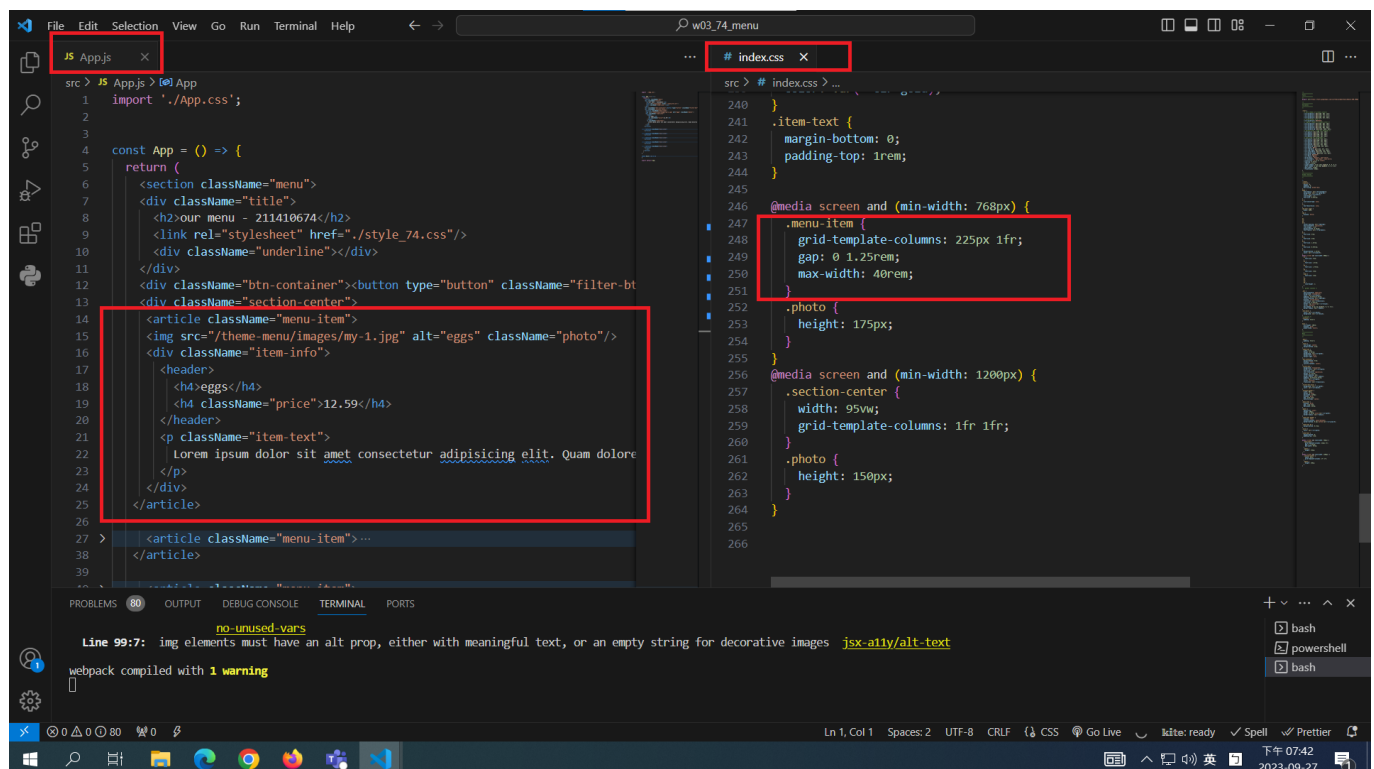 File Edit Selection View Go Run Terminal Help
w03_74_menu
JS App.js
src > JS App.js > App
1 import './App.css';
2
3
4 const App = () => {
5 return (
6 <section className="menu">
7 <div className="title">
8 <h2>our menu - 211410674</h2>
9 <link rel="stylesheet" href="./style_74.css"/>
10 <div className="underline"></div>
11 </div>
12 <div className="btn-container"><button type="button" className="filter-bt
13 <div className="section-center">
14 <article className="menu-item">
15 <img src="/theme-menu/images/my-1.jpg" alt="eggs" className="photo"/>
16 <div className="item-info">
17 <header>
18 <h4>eggs</h4>
19 <h4 className="price">12.59</h4>
20 </header>
21 <p className="item-text">
22 Lorem ipsum dolor sit amet consectetur adipisicing elit. Quam dolore
23 </p>
24 </div>
25 </article>
26
27 > <article className="menu-item">…
38 </article>
39
# index.css
src > # index.css > ...
240 }
241 .item-text {
242 margin-bottom: 0;
243 padding-top: 1rem;
244 }
245
246 @media screen and (min-width: 768px) {
247 .menu-item {
248 grid-template-columns: 225px 1fr;
249 gap: 0 1.25rem;
250 max-width: 40rem;
251 }
252 .photo {
253 height: 175px;
254 }
255 }
256 @media screen and (min-width: 1200px) {
257 .section-center {
258 width: 95vw;
259 grid-template-columns: 1fr 1fr;
260 }
261 .photo {
262 height: 150px;
263 }
264 }
265
266
PROBLEMS 80 OUTPUT DEBUG CONSOLE TERMINAL PORTS
no-unused-vars
Line 99:7: img elements must have an alt prop, either with meaningful text, or an empty string for decorative images jsx-a11y/alt-text
webpack compiled with 1 warning
bash
powershell
bash
1
0 0 80 0 Ln 1, Col 1 Spaces: 2 UTF-8 CRLF CSS Go Live kite: ready Spell Prettier
英 下午 07:42
2023-09-27